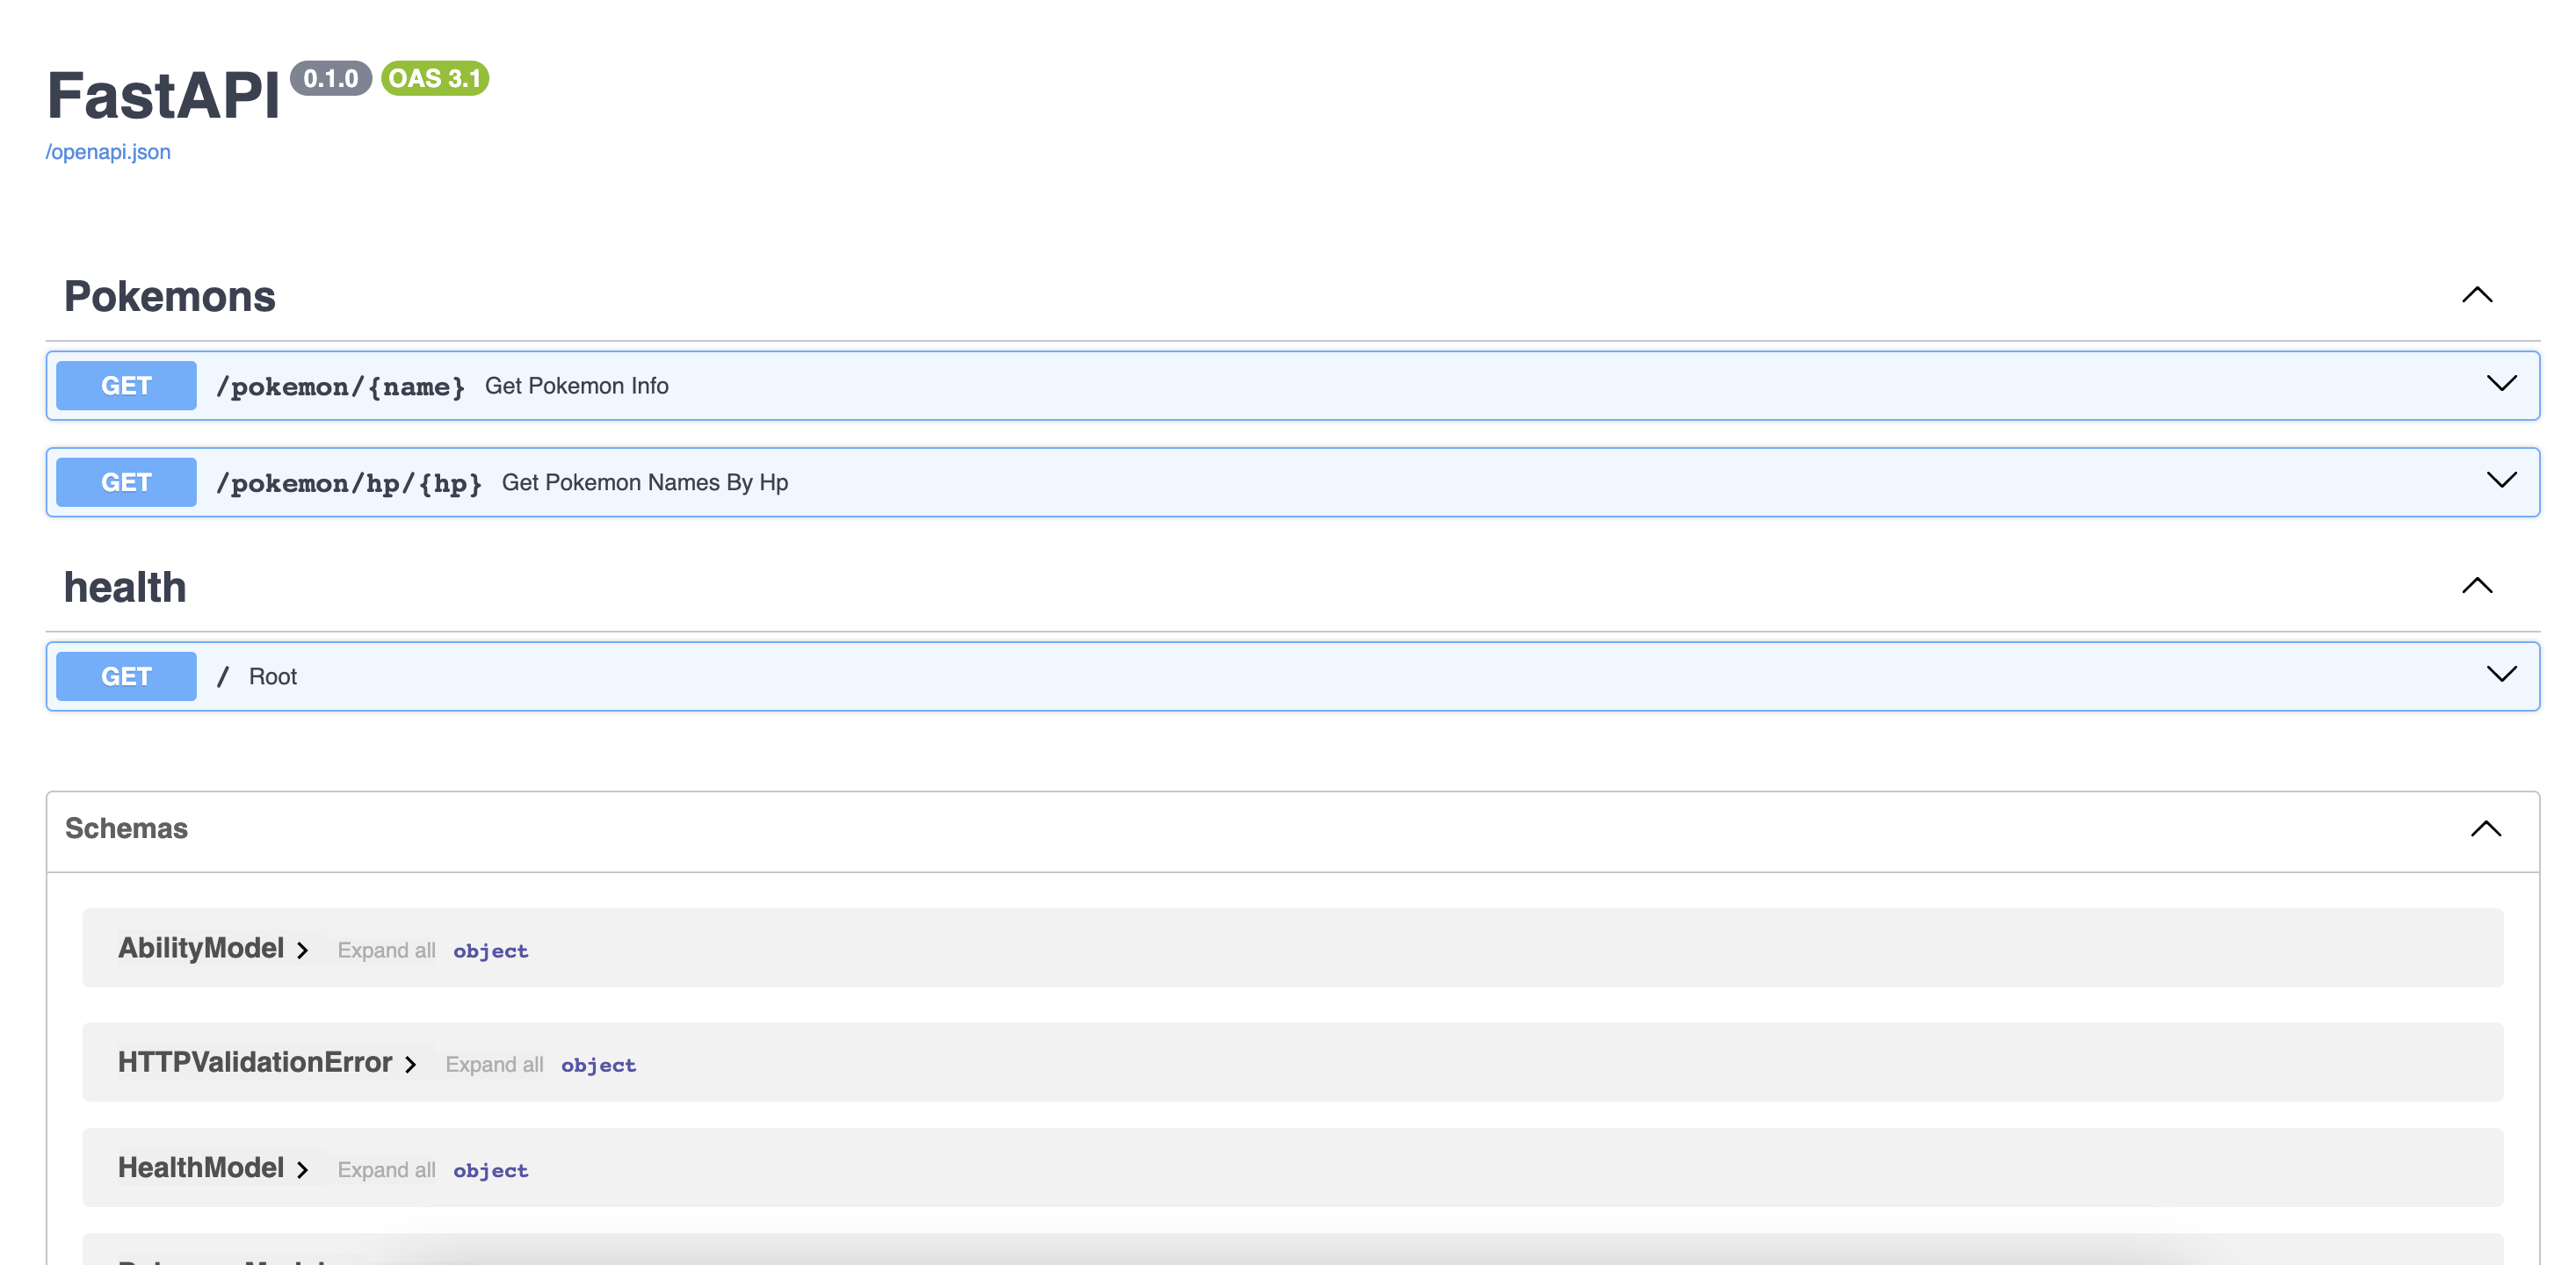 FastAPI 0.1.0 OAS 3.1
/openapi.json
Pokemons
GET /pokemon/{name} Get Pokemon Info
GET /pokemon/hp/{hp} Get Pokemon Names By Hp
health
GET / Root
Schemas
AbilityModel Expand all object
HTTPValidationError Expand all object
HealthModel Expand all object